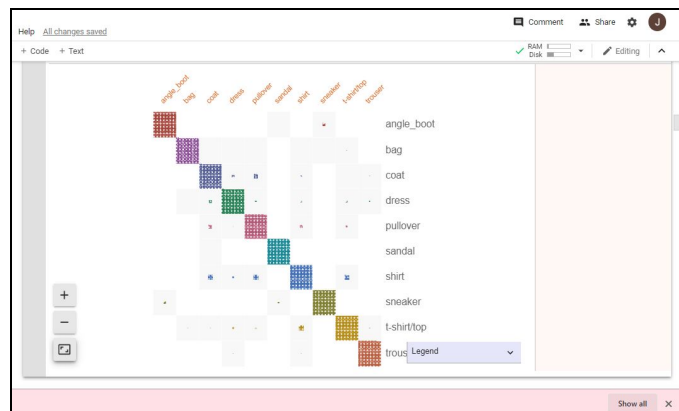 Comment Share J
Help All changes saved
+ Code + Text RAM Disk Editing
angle_boot bag coat dress pullover sandal shirt sneaker t-shirt/top trouser
angle_boot
bag
coat
dress
pullover
sandal
shirt
sneaker
t-shirt/top
trous Legend
Show all